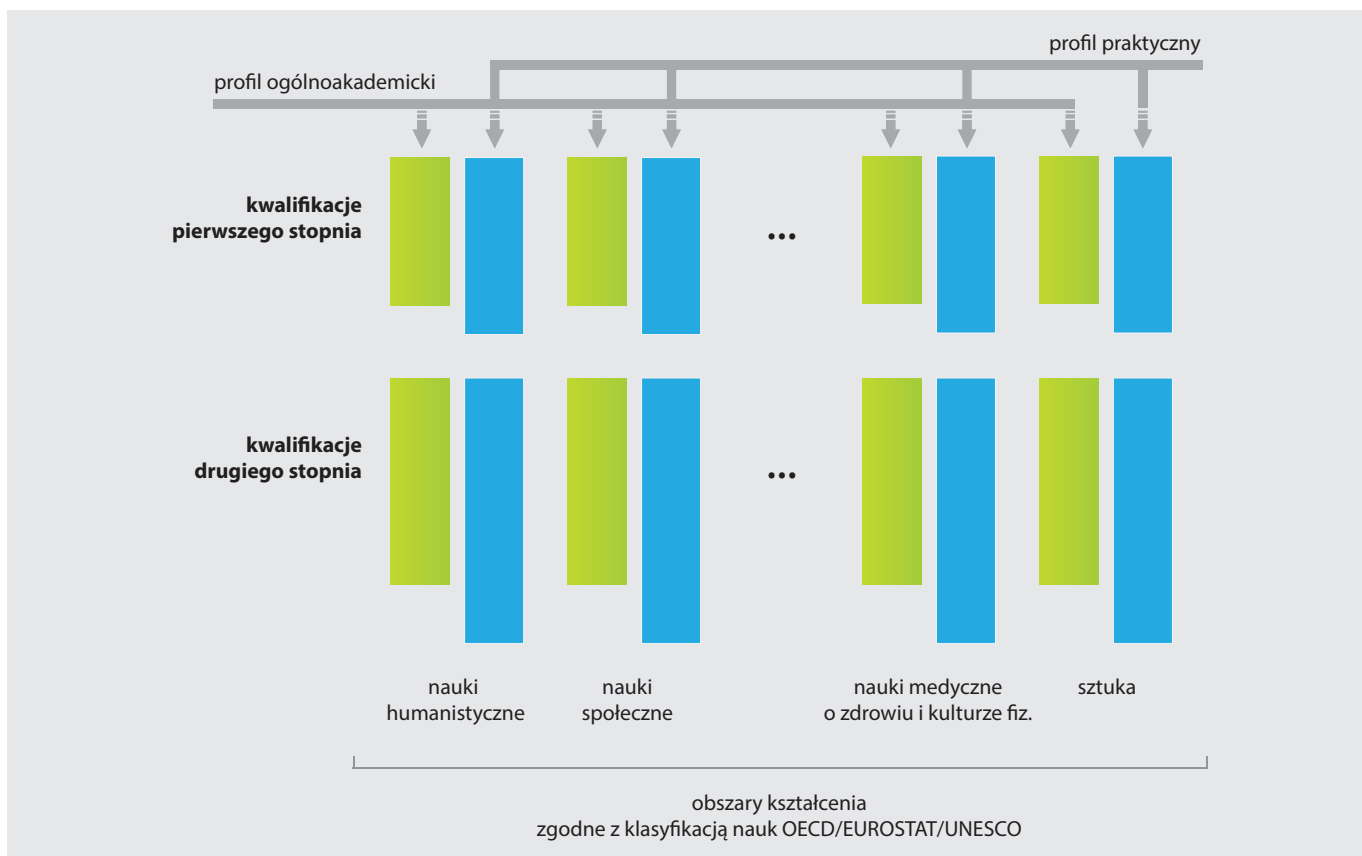 profil praktyczny
profil ogólnoakademicki
kwalifikacje
pierwszego stopnia
...
kwalifikacje
drugiego stopnia
...
nauki
humanistyczne
nauki
społeczne
nauki medyczne
o zdrowiu i kulturze fiz.
sztuka
obszary kształcenia
zgodne z klasyfikacją nauk OECD/EUROSTAT/UNESCO